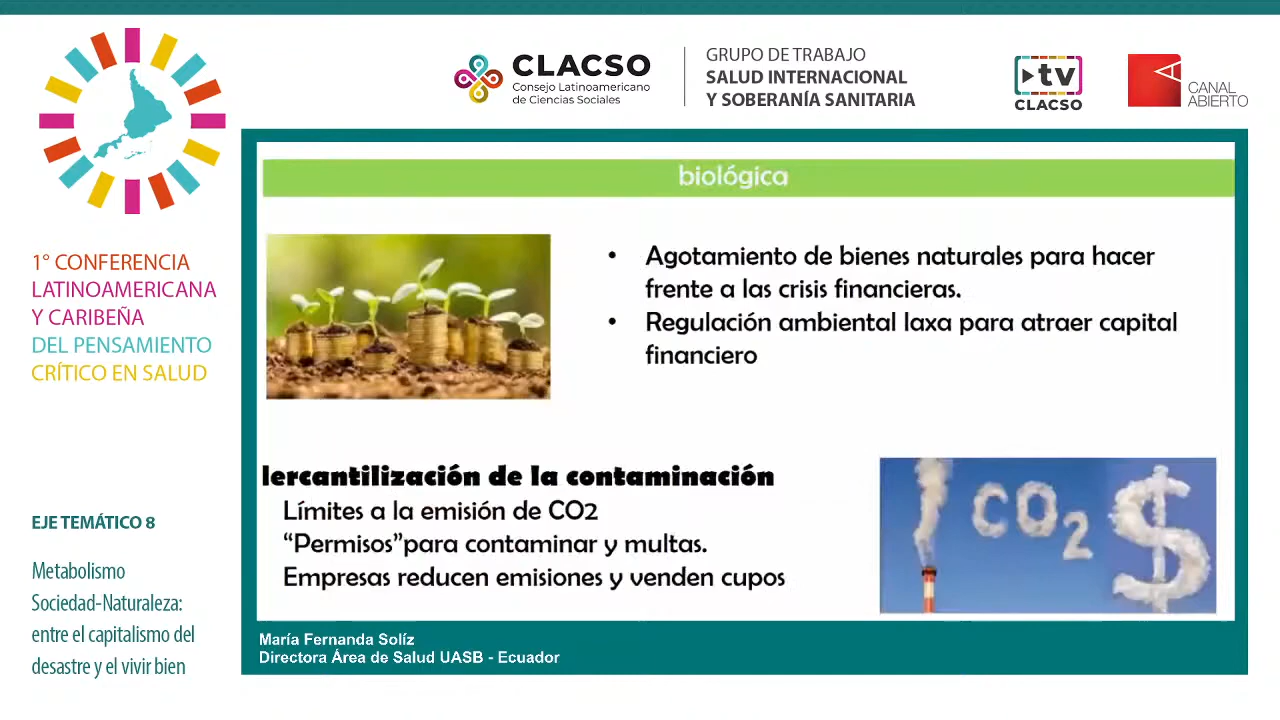 CLACSO
Consejo Latinoamericano
de Ciencias Sociales
GRUPO DE TRABAJO
SALUD INTERNACIONAL
Y SOBERANÍA SANITARIA
tv
CLACSO
CANAL
ABIERTO
1° CONFERENCIA
LATINOAMERICANA
Y CARIBEÑA
DEL PENSAMIENTO
CRÍTICO EN SALUD
EJE TEMÁTICO 8
Metabolismo
Sociedad-Naturaleza:
entre el capitalismo del
desastre y el vivir bien
biológica
• Agotamiento de bienes naturales para hacer
frente a las crisis financieras.
• Regulación ambiental laxa para atraer capital
financiero
lercantilización de la contaminación
Límites a la emisión de CO2
“Permisos”para contaminar y multas.
Empresas reducen emisiones y venden cupos
CO2 $
María Fernanda Solíz
Directora Área de Salud UASB - Ecuador